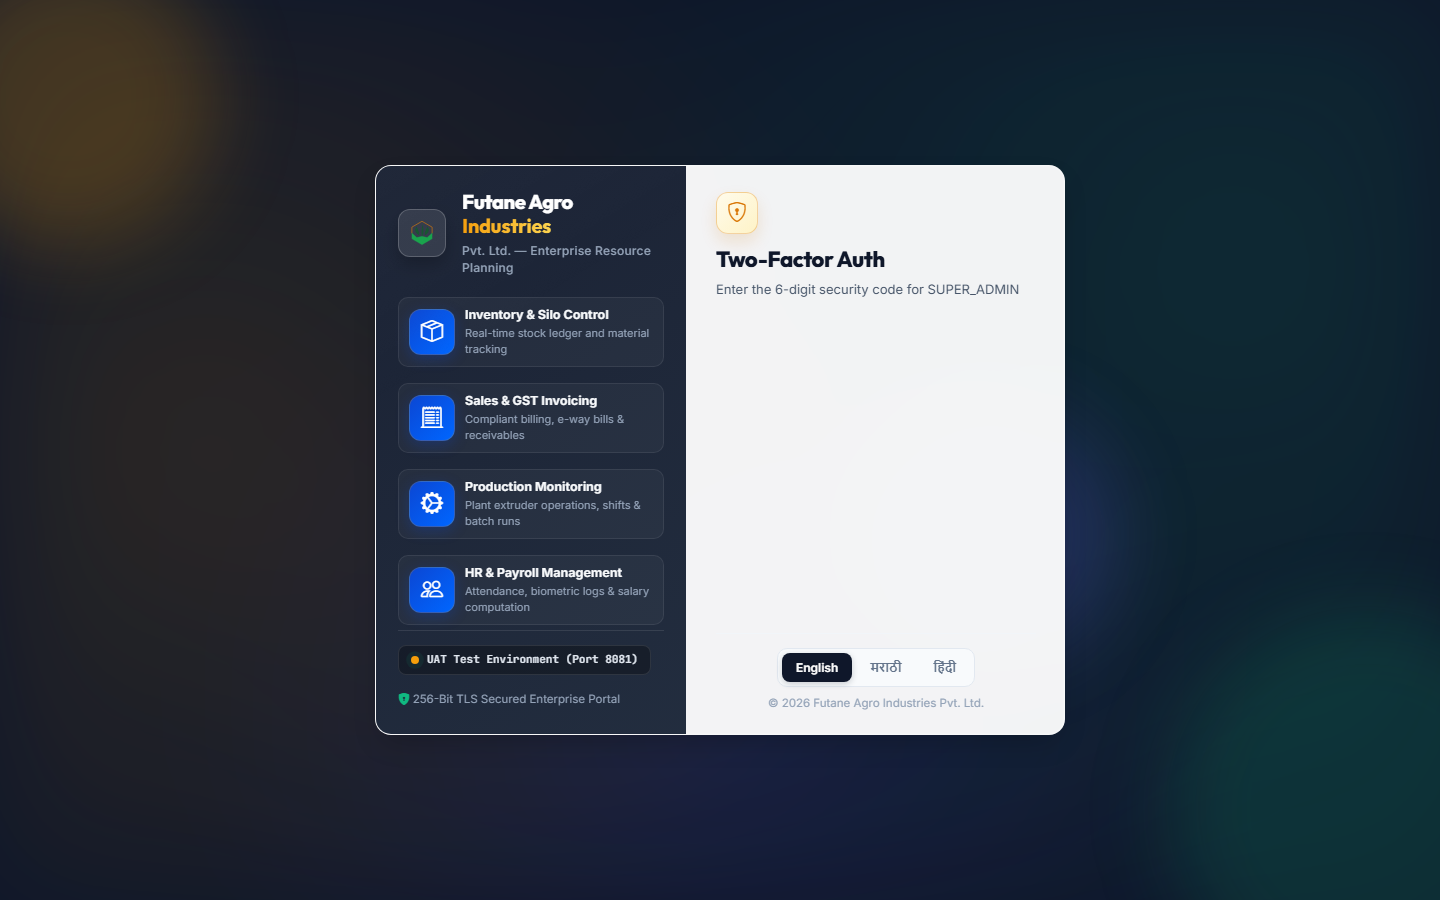 Futane Agro
Industries
Pvt. Ltd. — Enterprise Resource
Planning
Inventory & Silo Control
Real-time stock ledger and material
tracking
Sales & GST Invoicing
Compliant billing, e-way bills &
receivables
Production Monitoring
Plant extruder operations, shifts &
batch runs
HR & Payroll Management
Attendance, biometric logs & salary
computation
UAT Test Environment (Port 8081)
256-Bit TLS Secured Enterprise Portal
Two-Factor Auth
Enter the 6-digit security code for SUPER_ADMIN
English मराठी हिंदी
© 2026 Futane Agro Industries Pvt. Ltd.